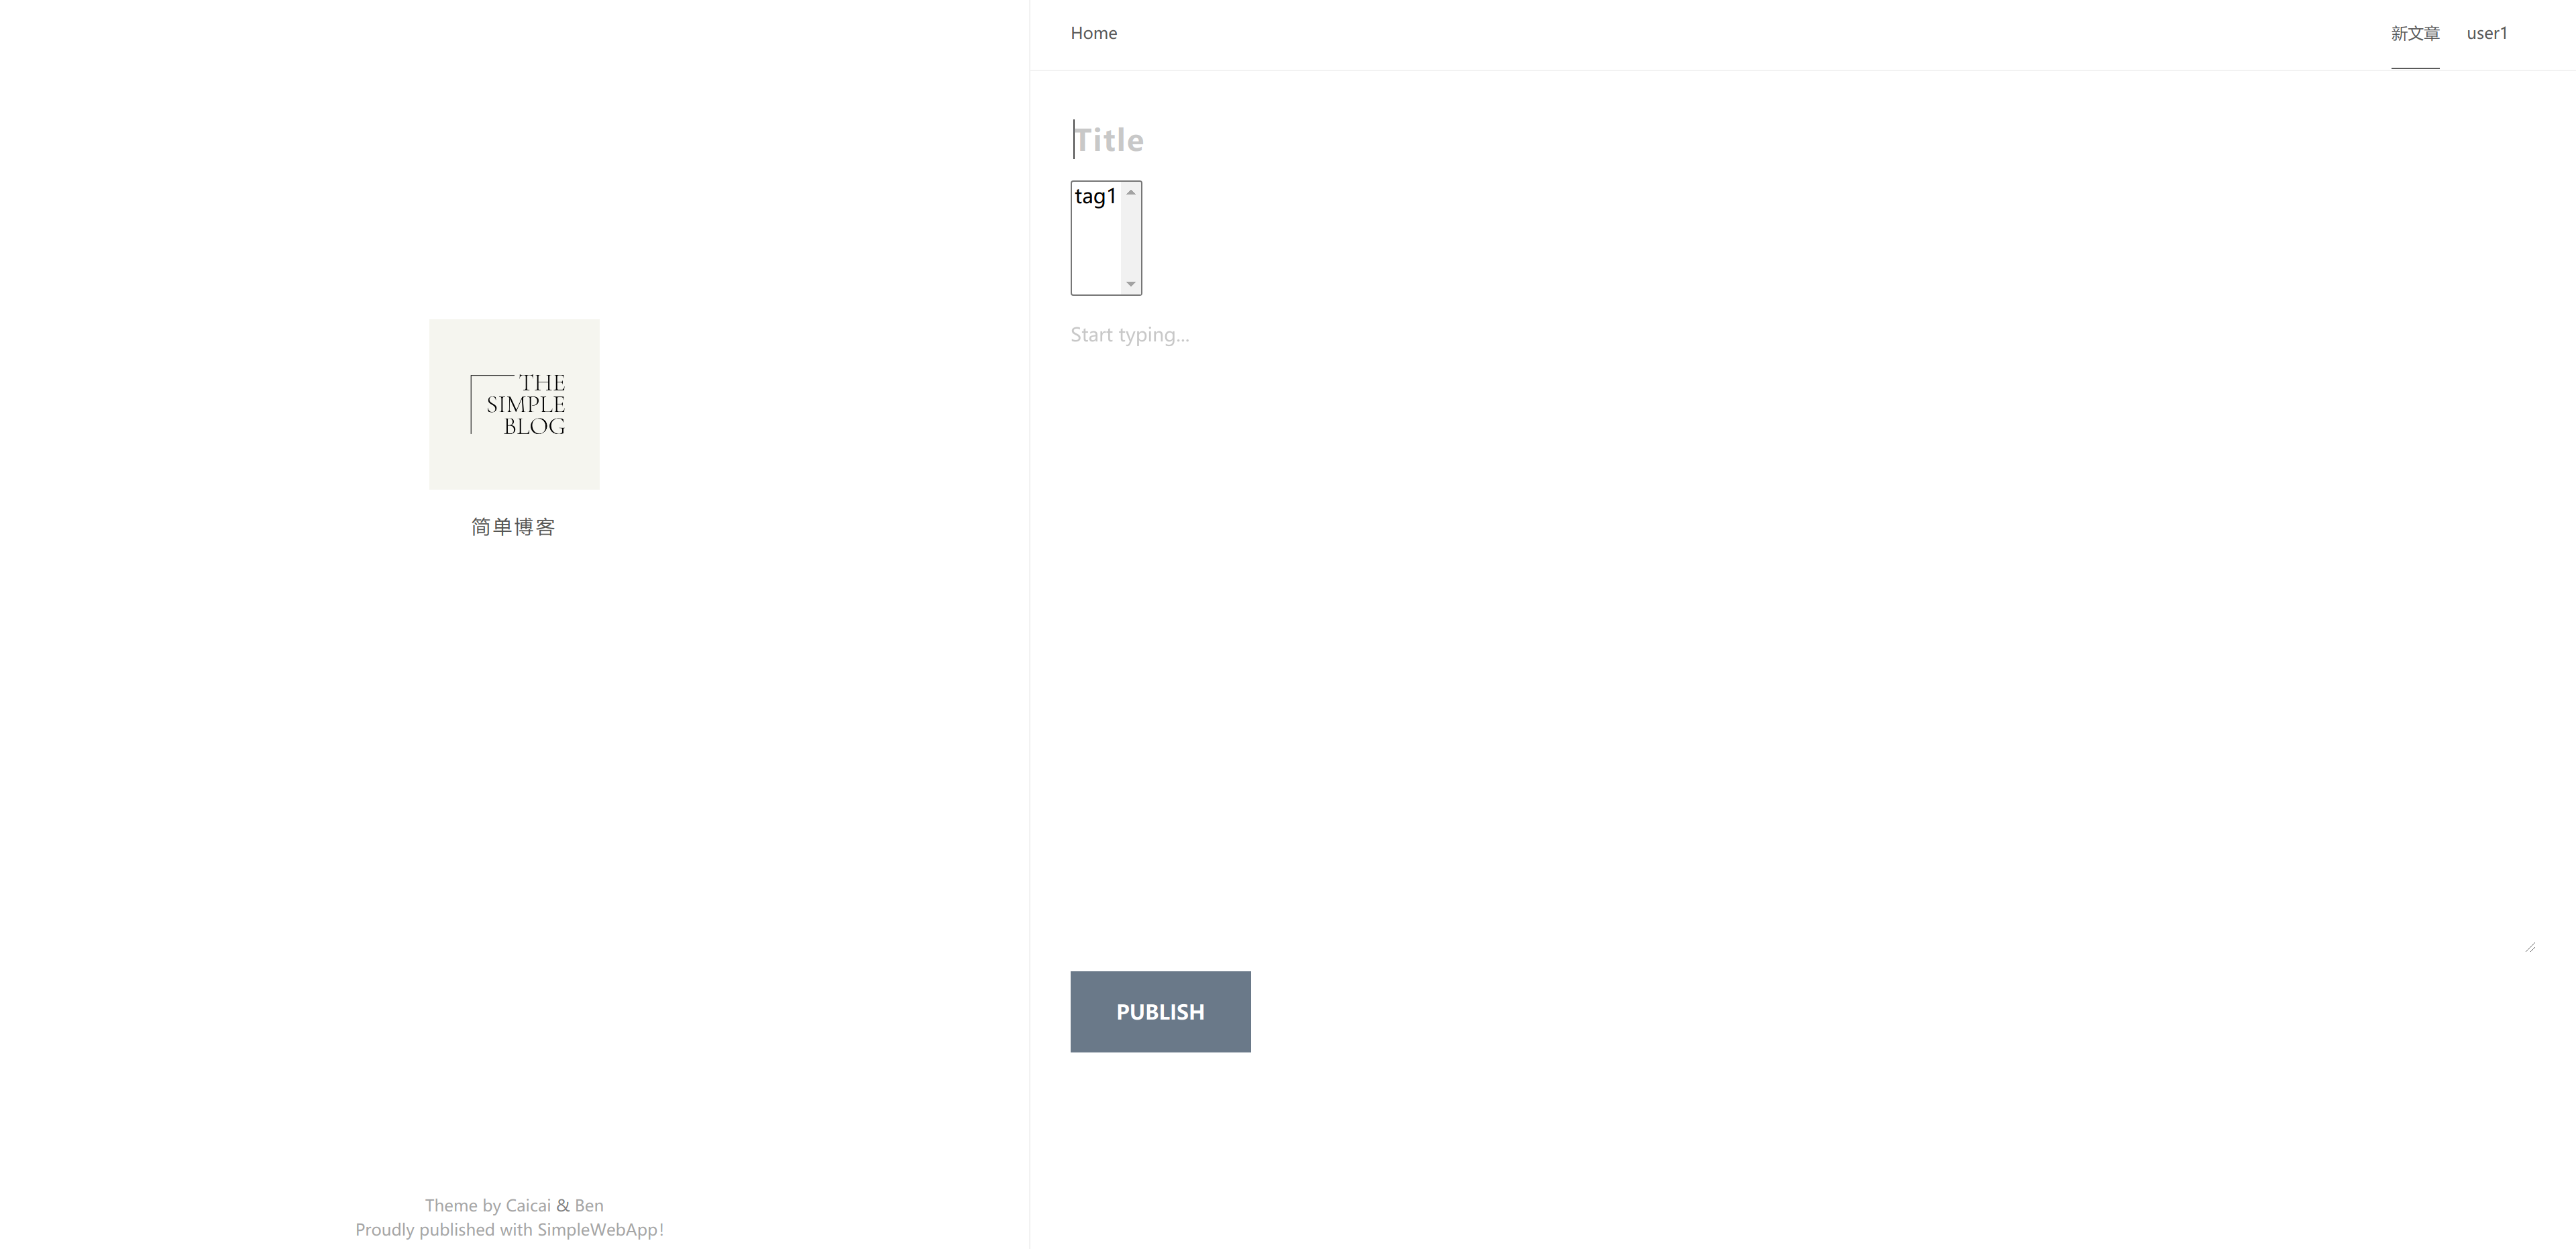 Home
新文章
user1
Title
tag1
Start typing...
PUBLISH
THE
SIMPLE
BLOG
简单博客
Theme by Caicai & Ben
Proudly published with SimpleWebApp!